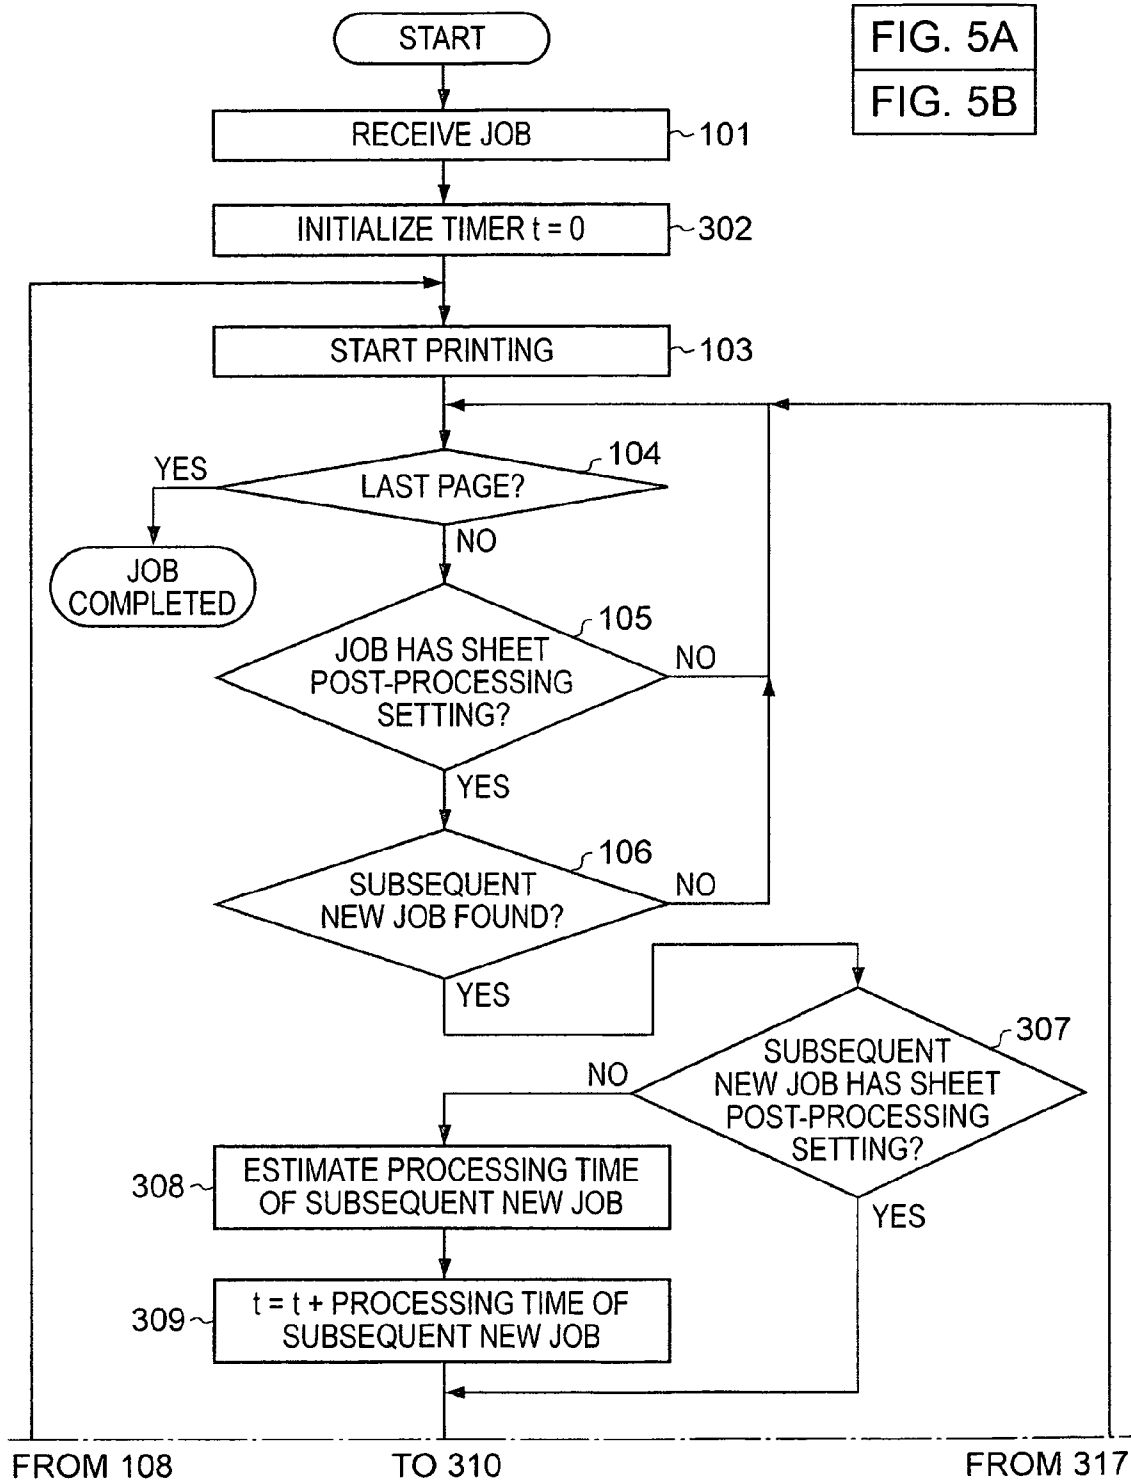 START
FIG. 5A
FIG. 5B
RECEIVE JOB
101
INITIALIZE TIMER t = 0
302
START PRINTING
103
104
YES
LAST PAGE?
NO
JOB
COMPLETED
105
JOB HAS SHEET
POST-PROCESSING
SETTING?
NO
YES
106
SUBSEQUENT
NEW JOB FOUND?
NO
YES
307
SUBSEQUENT
NEW JOB HAS SHEET
POST-PROCESSING
SETTING?
NO
YES
308
ESTIMATE PROCESSING TIME
OF SUBSEQUENT NEW JOB
309
t = t + PROCESSING TIME OF
SUBSEQUENT NEW JOB
FROM 108
TO 310
FROM 317